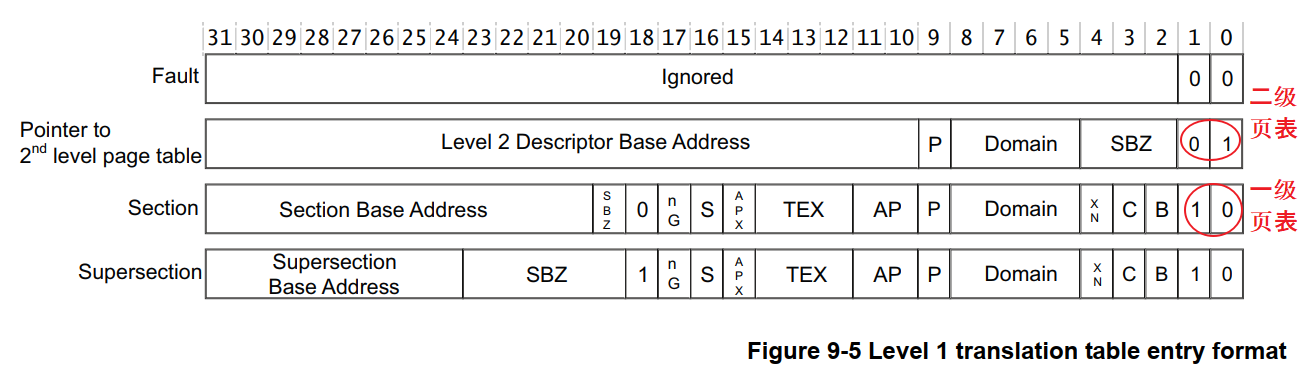 31 30 29 28 27 26 25 24 23 22 21 20 19 18 17 16 15 14 13 12 11 10 9 8 7 6 5 4 3 2 1 0
Fault Ignored 0 0
二级
页表
Pointer to
2nd level page table Level 2 Descriptor Base Address P Domain SBZ 0 1
一级
页表
Section Section Base Address SBZ 0 nG S APX TEX AP P Domain XN C B 1 0
Supersection Supersection
Base Address SBZ 1 nG S APX TEX AP P Domain XN C B 1 0
Figure 9-5 Level 1 translation table entry format